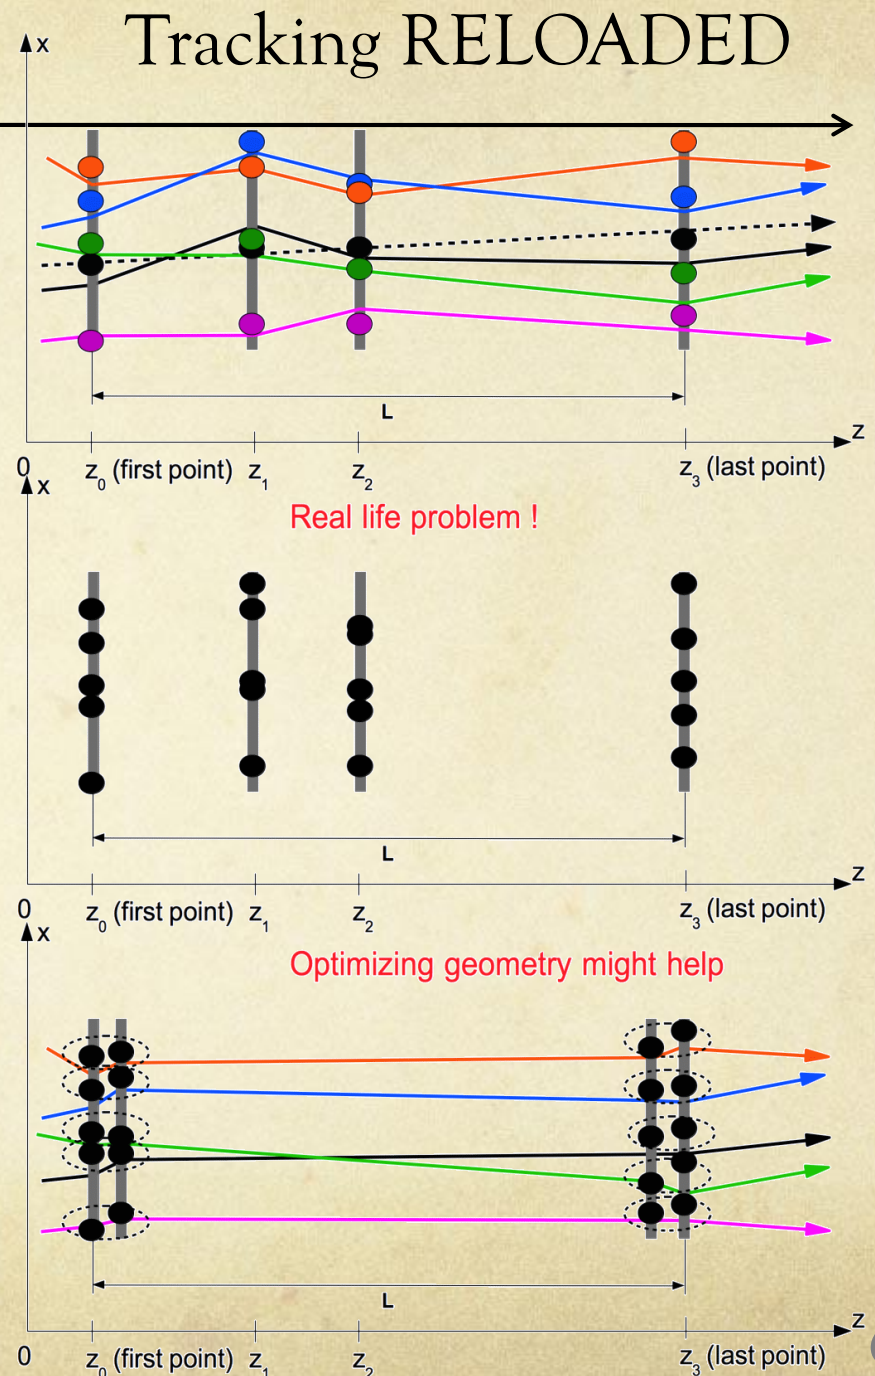 Tracking RELOADED
x
L
z
0
z₀ (first point) z₁ z₂ z₃ (last point)
x
Real life problem !
L
z
0
z₀ (first point) z₁ z₂ z₃ (last point)
x
Optimizing geometry might help
L
z
0
z₀ (first point) z₁ z₂ z₃ (last point)